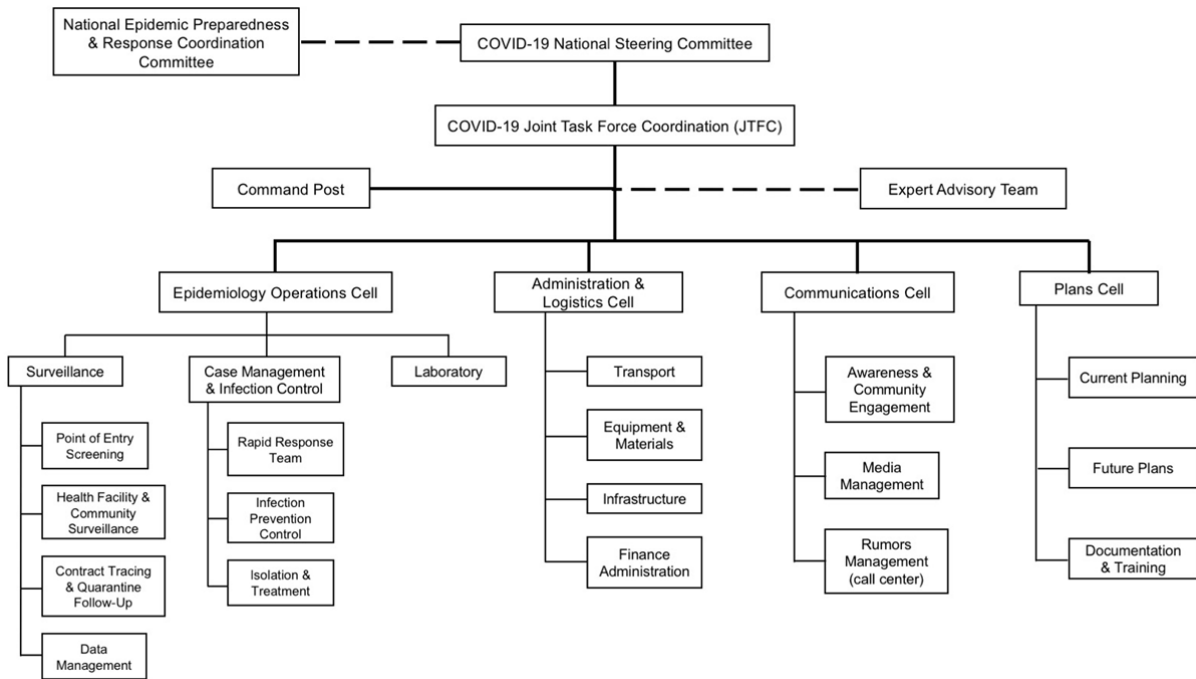 National Epidemic Preparedness
& Response Coordination
Committee
COVID-19 National Steering Committee
COVID-19 Joint Task Force Coordination (JTFC)
Command Post
Expert Advisory Team
Epidemiology Operations Cell
Administration &
Logistics Cell
Communications Cell
Plans Cell
Surveillance
Case Management
& Infection Control
Laboratory
Point of Entry
Screening
Health Facility &
Community
Surveillance
Contract Tracing
& Quarantine
Follow-Up
Data
Management
Rapid Response
Team
Infection
Prevention
Control
Isolation &
Treatment
Transport
Equipment &
Materials
Infrastructure
Finance
Administration
Awareness &
Community
Engagement
Media
Management
Rumors
Management
(call center)
Current Planning
Future Plans
Documentation
& Training